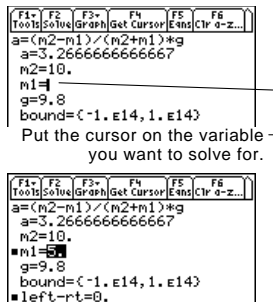 F1▾ F2 F3▾ F4 F5 F6
Tools Solve Graph Get Cursor Eqns Clr a-z…
a=(m2−m1)/(m2+m1)*g
a=3.2666666666667
m2=10.
m1=
g=9.8
bound={⁻1.E14,1.E14}
Put the cursor on the variable
you want to solve for.
F1▾ F2 F3▾ F4 F5 F6
Tools Solve Graph Get Cursor Eqns Clr a-z…
a=(m2−m1)/(m2+m1)*g
a=3.2666666666667
m2=10.
▪m1=5.
g=9.8
bound={⁻1.E14,1.E14}
▪left-rt=0.